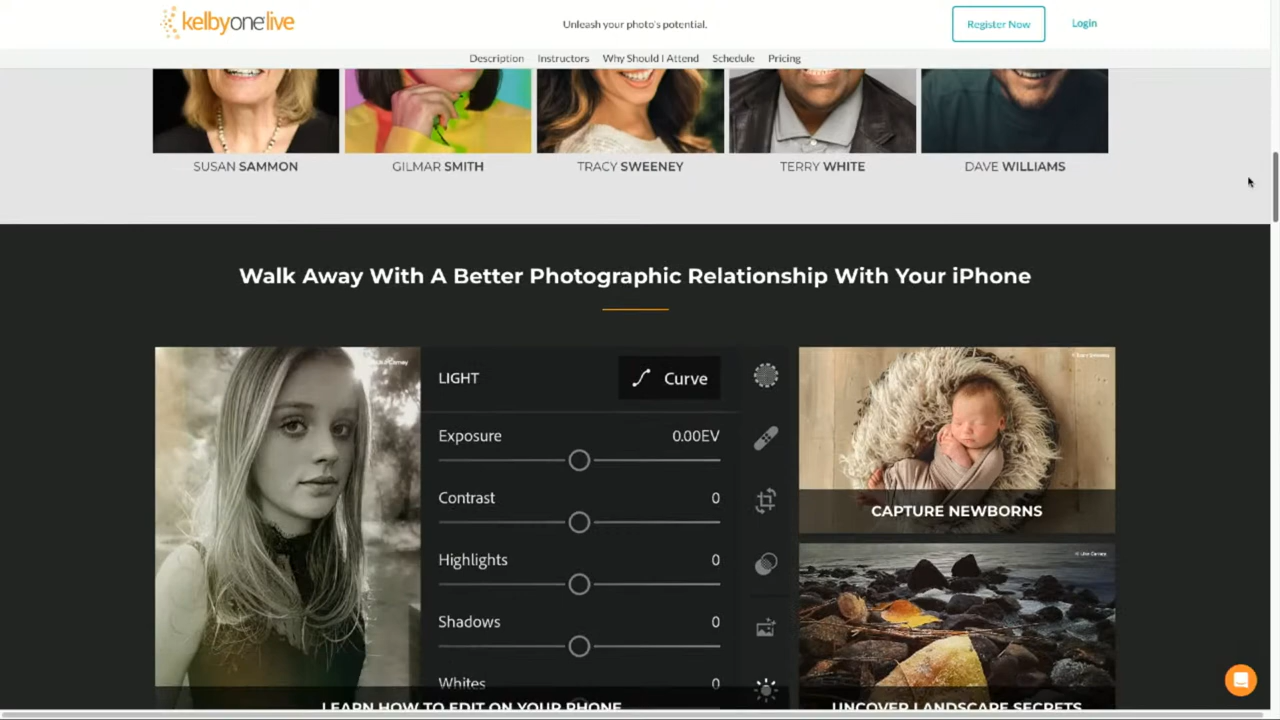 kelbyone live
Unleash your photo's potential.
Register Now
Login
Description Instructors Why Should I Attend Schedule Pricing
SUSAN SAMMON
GILMAR SMITH
TRACY SWEENEY
TERRY WHITE
DAVE WILLIAMS
Walk Away With A Better Photographic Relationship With Your iPhone
LIGHT
Curve
Exposure 0.00EV
Contrast 0
Highlights 0
Shadows 0
Whites 0
LEARN HOW TO EDIT ON YOUR PHONE
CAPTURE NEWBORNS
UNCOVER LANDSCAPE SECRETS